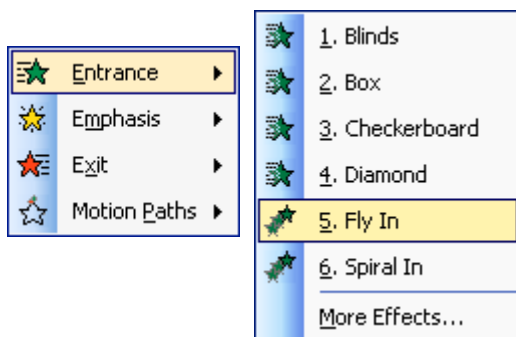 Entrance
Emphasis
Exit
Motion Paths
1. Blinds
2. Box
3. Checkerboard
4. Diamond
5. Fly In
6. Spiral In
More Effects...